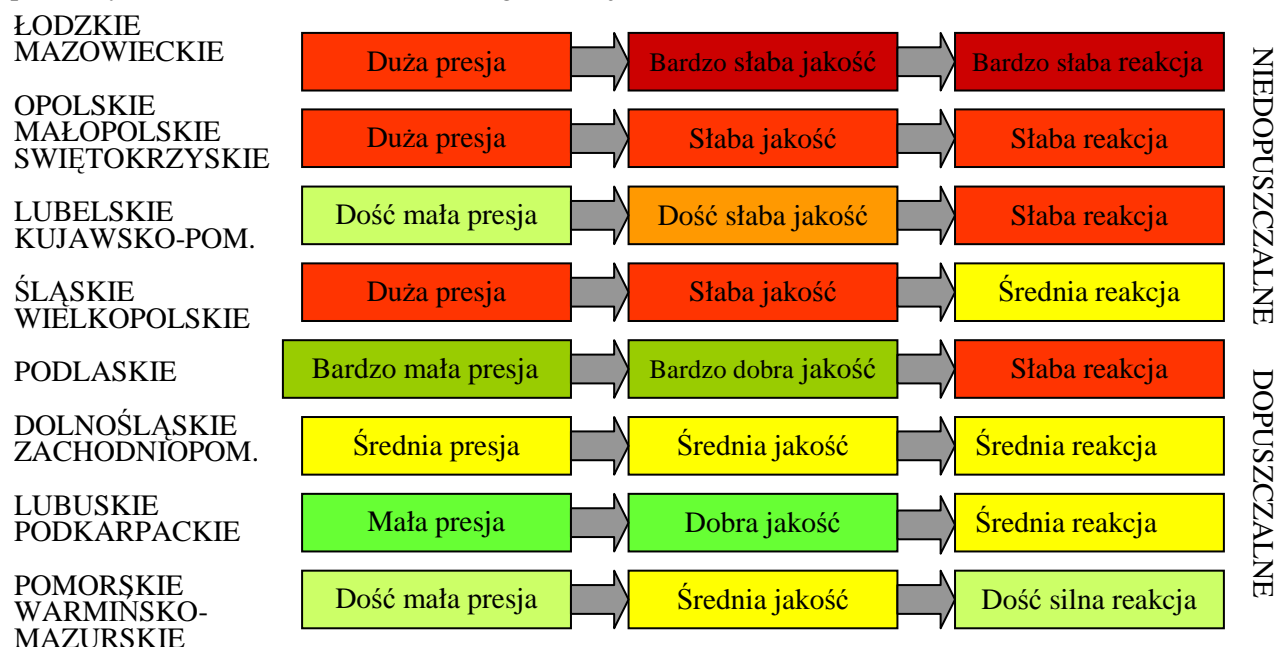 ŁODZKIE
MAZOWIECKIE
Duża presja
Bardzo słaba jakość
Bardzo słaba reakcja
OPOLSKIE
MAŁOPOLSKIE
SWIĘTOKRZYSKIE
Duża presja
Słaba jakość
Słaba reakcja
LUBELSKIE
KUJAWSKO-POM.
Dość mała presja
Dość słaba jakość
Słaba reakcja
ŚLĄSKIE
WIELKOPOLSKIE
Duża presja
Słaba jakość
Średnia reakcja
NIEDOPUSZCZALNE
PODLASKIE
Bardzo mała presja
Bardzo dobra jakość
Słaba reakcja
DOLNOŚLĄSKIE
ZACHODNIOPOM.
Średnia presja
Średnia jakość
Średnia reakcja
LUBUSKIE
PODKARPACKIE
Mała presja
Dobra jakość
Średnia reakcja
POMORSKIE
WARMIŃSKO-
MAZURSKIE
Dość mała presja
Średnia jakość
Dość silna reakcja
DOPUSZCZALNE